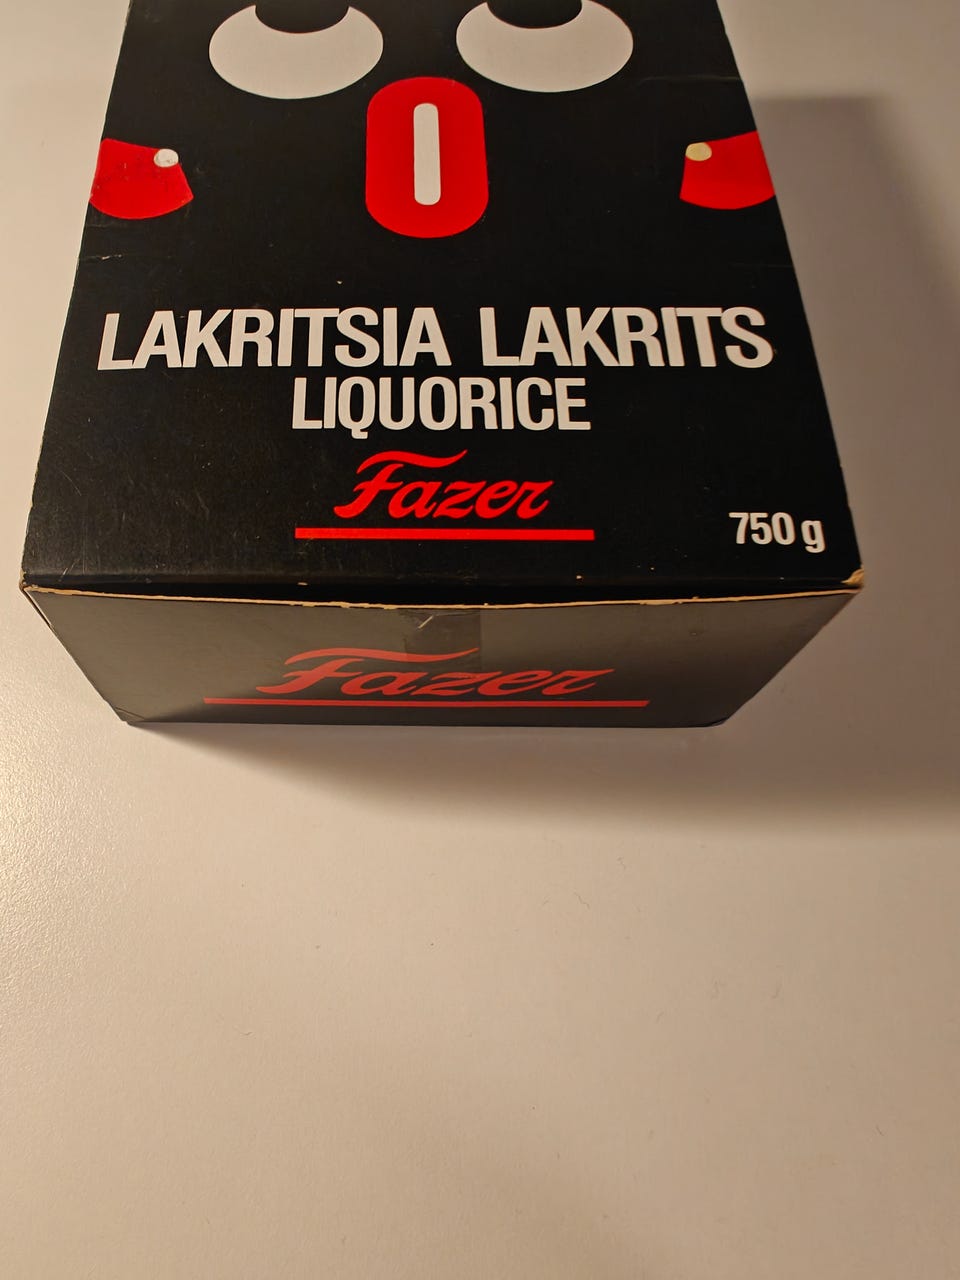 LAKRITSIA LAKRITS
LIQUORICE
Fazer
750 g
Fazer